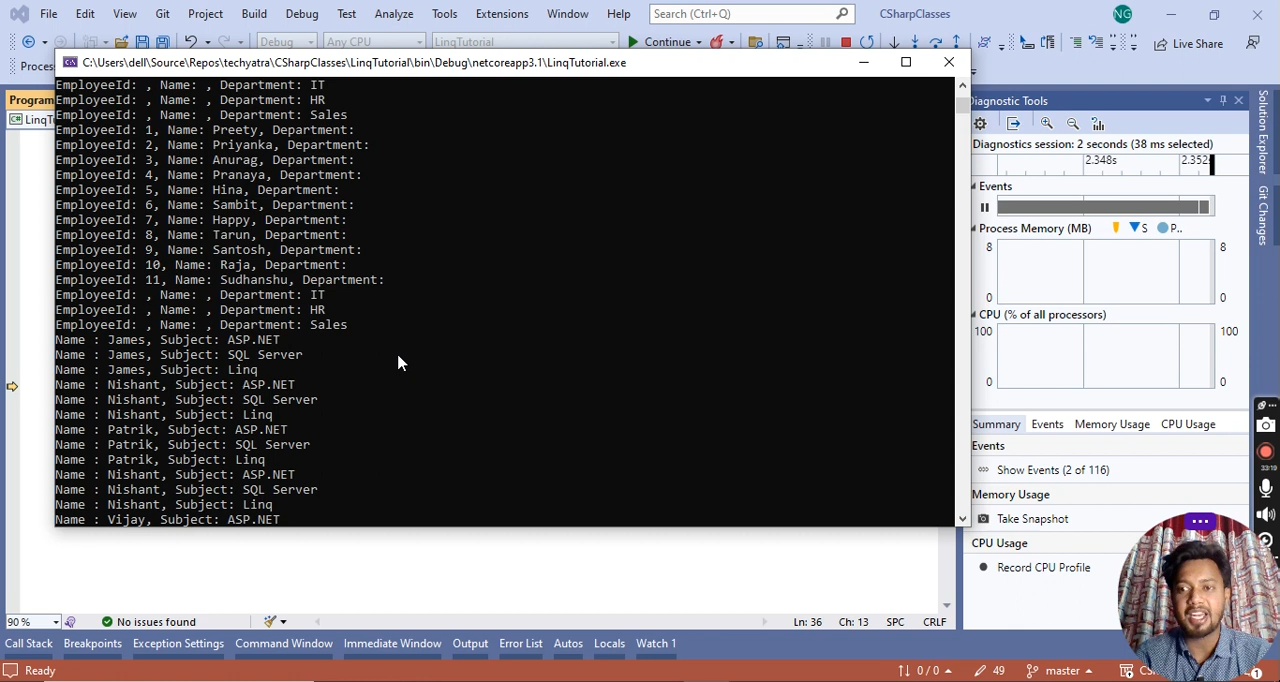 File Edit View Git Project Build Debug Test Analyze Tools Extensions Window Help Search (Ctrl+Q) CSharpClasses NG
Debug Any CPU LinqTutorial Continue Live Share
Proces
C:\Users\dell\Source\Repos\techyatra\CSharpClasses\LinqTutorial\bin\Debug\netcoreapp3.1\LinqTutorial.exe
Program
LinqTu
EmployeeId: , Name: , Department: IT
EmployeeId: , Name: , Department: HR
EmployeeId: , Name: , Department: Sales
EmployeeId: 1, Name: Preety, Department:
EmployeeId: 2, Name: Priyanka, Department:
EmployeeId: 3, Name: Anurag, Department:
EmployeeId: 4, Name: Pranaya, Department:
EmployeeId: 5, Name: Hina, Department:
EmployeeId: 6, Name: Sambit, Department:
EmployeeId: 7, Name: Happy, Department:
EmployeeId: 8, Name: Tarun, Department:
EmployeeId: 9, Name: Santosh, Department:
EmployeeId: 10, Name: Raja, Department:
EmployeeId: 11, Name: Sudhanshu, Department:
EmployeeId: , Name: , Department: IT
EmployeeId: , Name: , Department: HR
EmployeeId: , Name: , Department: Sales
Name : James, Subject: ASP.NET
Name : James, Subject: SQL Server
Name : James, Subject: Linq
Name : Nishant, Subject: ASP.NET
Name : Nishant, Subject: SQL Server
Name : Nishant, Subject: Linq
Name : Patrik, Subject: ASP.NET
Name : Patrik, Subject: SQL Server
Name : Patrik, Subject: Linq
Name : Nishant, Subject: ASP.NET
Name : Nishant, Subject: SQL Server
Name : Nishant, Subject: Linq
Name : Vijay, Subject: ASP.NET
Diagnostic Tools
Diagnostics session: 2 seconds (38 ms selected)
2.348s 2.352s
Events
Process Memory (MB) S P..
8 8
0 0
CPU (% of all processors)
100 100
0 0
Summary Events Memory Usage CPU Usage
Events
Show Events (2 of 116)
Memory Usage
Take Snapshot
CPU Usage
Record CPU Profile
Solution Explorer
Git Changes
33:19
90 % No issues found Ln: 36 Ch: 13 SPC CRLF
Call Stack Breakpoints Exception Settings Command Window Immediate Window Output Error List Autos Locals Watch 1
Ready 0 / 0 49 master 1